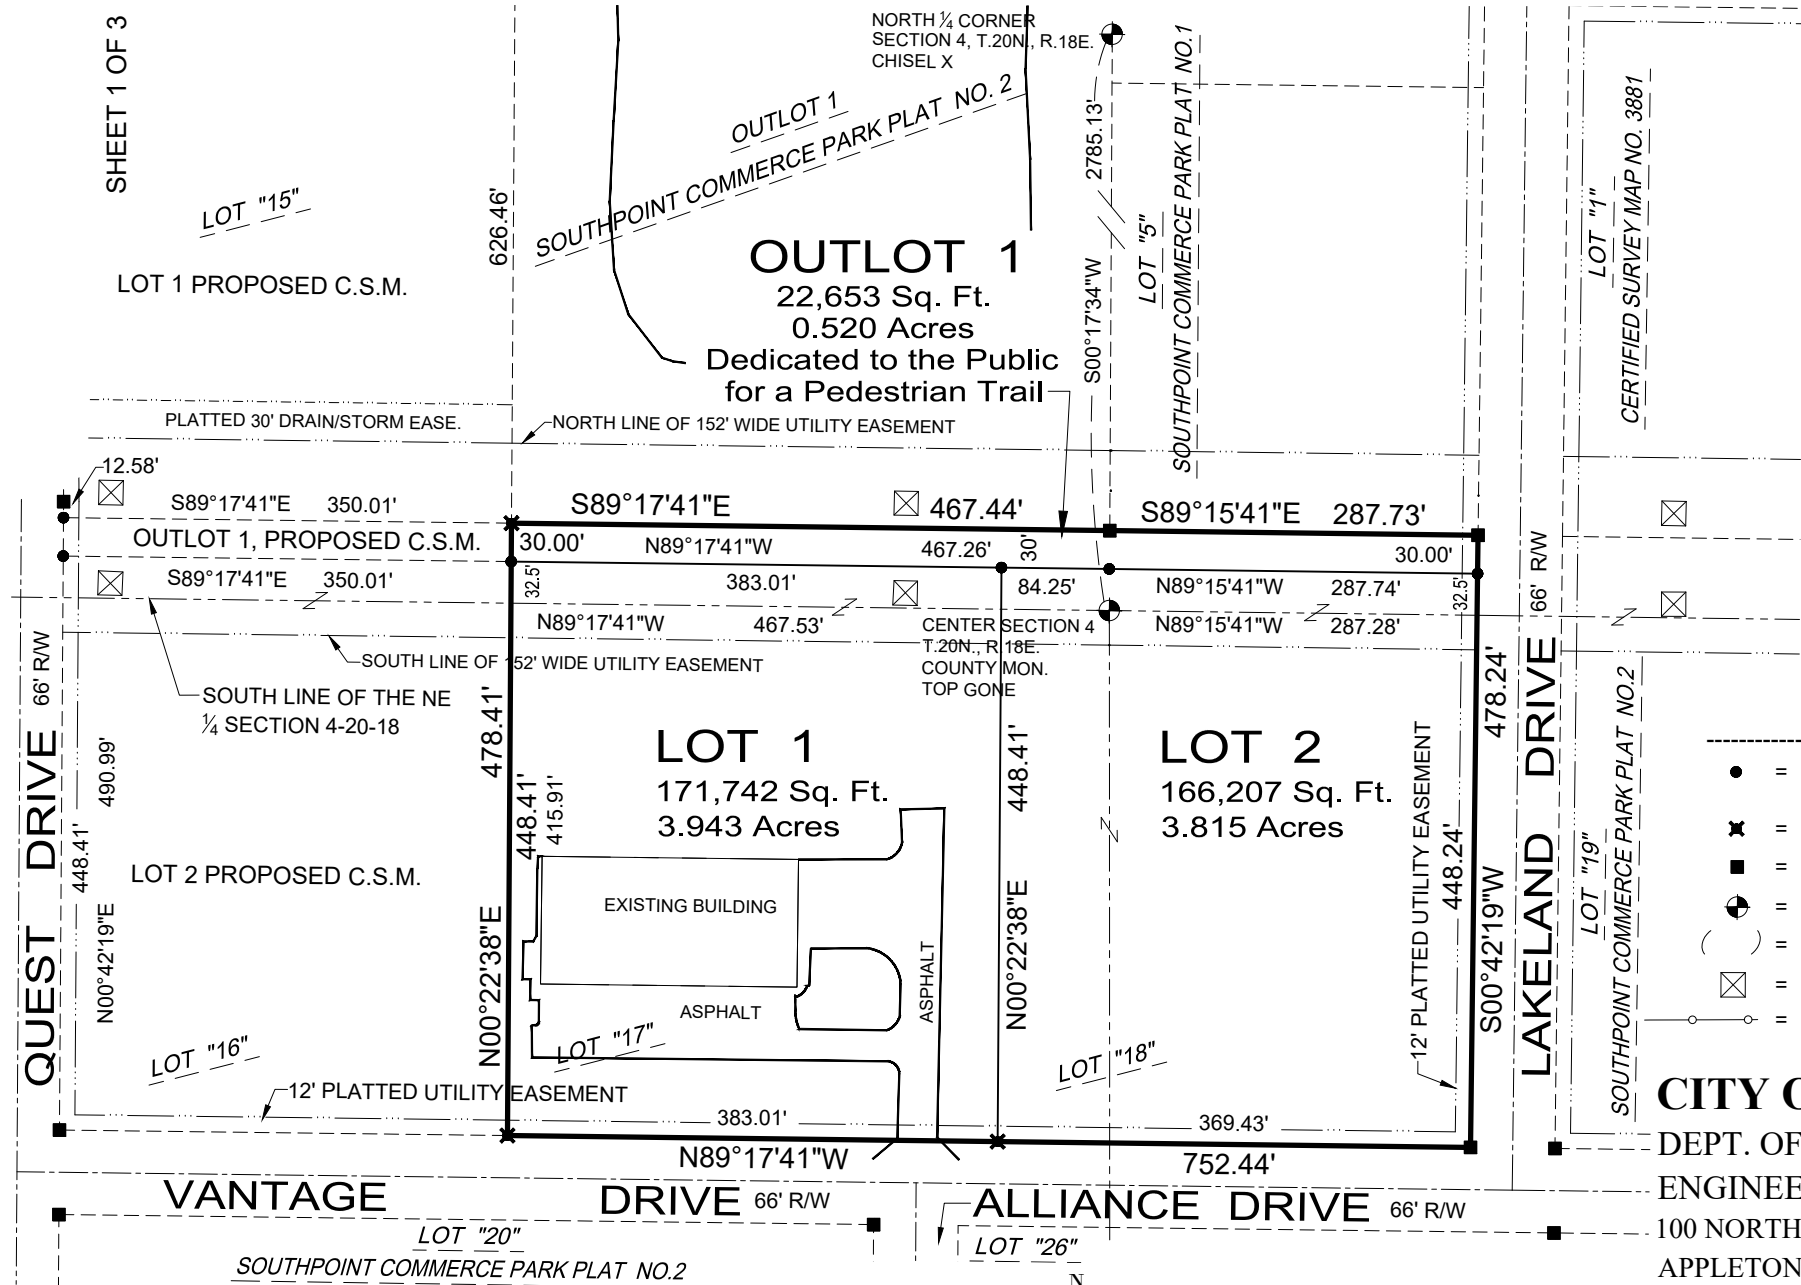 SHEET 1 OF 3
NORTH ¼ CORNER
SECTION 4, T.20N., R.18E.
CHISEL X
OUTLOT 1
SOUTHPOINT COMMERCE PARK PLAT NO. 2
LOT "15"
LOT 1 PROPOSED C.S.M.
626.46'
2785.13'
S00°17'34"W
LOT "5"
SOUTHPOINT COMMERCE PARK PLAT NO.1
LOT "1"
CERTIFIED SURVEY MAP NO. 3881
OUTLOT 1
22,653 Sq. Ft.
0.520 Acres
Dedicated to the Public
for a Pedestrian Trail
PLATTED 30' DRAIN/STORM EASE.
NORTH LINE OF 152' WIDE UTILITY EASEMENT
12.58'
S89°17'41"E 350.01'
S89°17'41"E 467.44'
S89°15'41"E 287.73'
OUTLOT 1, PROPOSED C.S.M.
30.00'
N89°17'41"W 467.26'
30'
30.00'
S89°17'41"E 350.01'
32.5'
383.01'
84.25'
N89°15'41"W 287.74'
32.5'
66' R/W
N89°17'41"W 467.53'
CENTER SECTION 4
T.20N., R.18E.
COUNTY MON.
TOP GONE
N89°15'41"W 287.28'
SOUTH LINE OF 152' WIDE UTILITY EASEMENT
SOUTH LINE OF THE NE
¼ SECTION 4-20-18
QUEST DRIVE 66' R/W
448.41'
490.99'
N00°42'19"E
LOT 2 PROPOSED C.S.M.
LOT "16"
478.41'
N00°22'38"E
448.41'
415.91'
LOT 1
171,742 Sq. Ft.
3.943 Acres
EXISTING BUILDING
ASPHALT
ASPHALT
LOT "17"
448.41'
N00°22'38"E
LOT 2
166,207 Sq. Ft.
3.815 Acres
LOT "18"
12' PLATTED UTILITY EASEMENT
448.24'
478.24'
S00°42'19"W
LAKELAND DRIVE
LOT "19"
SOUTHPOINT COMMERCE PARK PLAT NO.2
=
=
=
=
=
=
=
12' PLATTED UTILITY EASEMENT
383.01'
369.43'
N89°17'41"W 752.44'
VANTAGE DRIVE 66' R/W
ALLIANCE DRIVE 66' R/W
LOT "20"
SOUTHPOINT COMMERCE PARK PLAT NO.2
LOT "26"
N
CITY
DEPT. OF
ENGINEE
100 NORTH
APPLETON